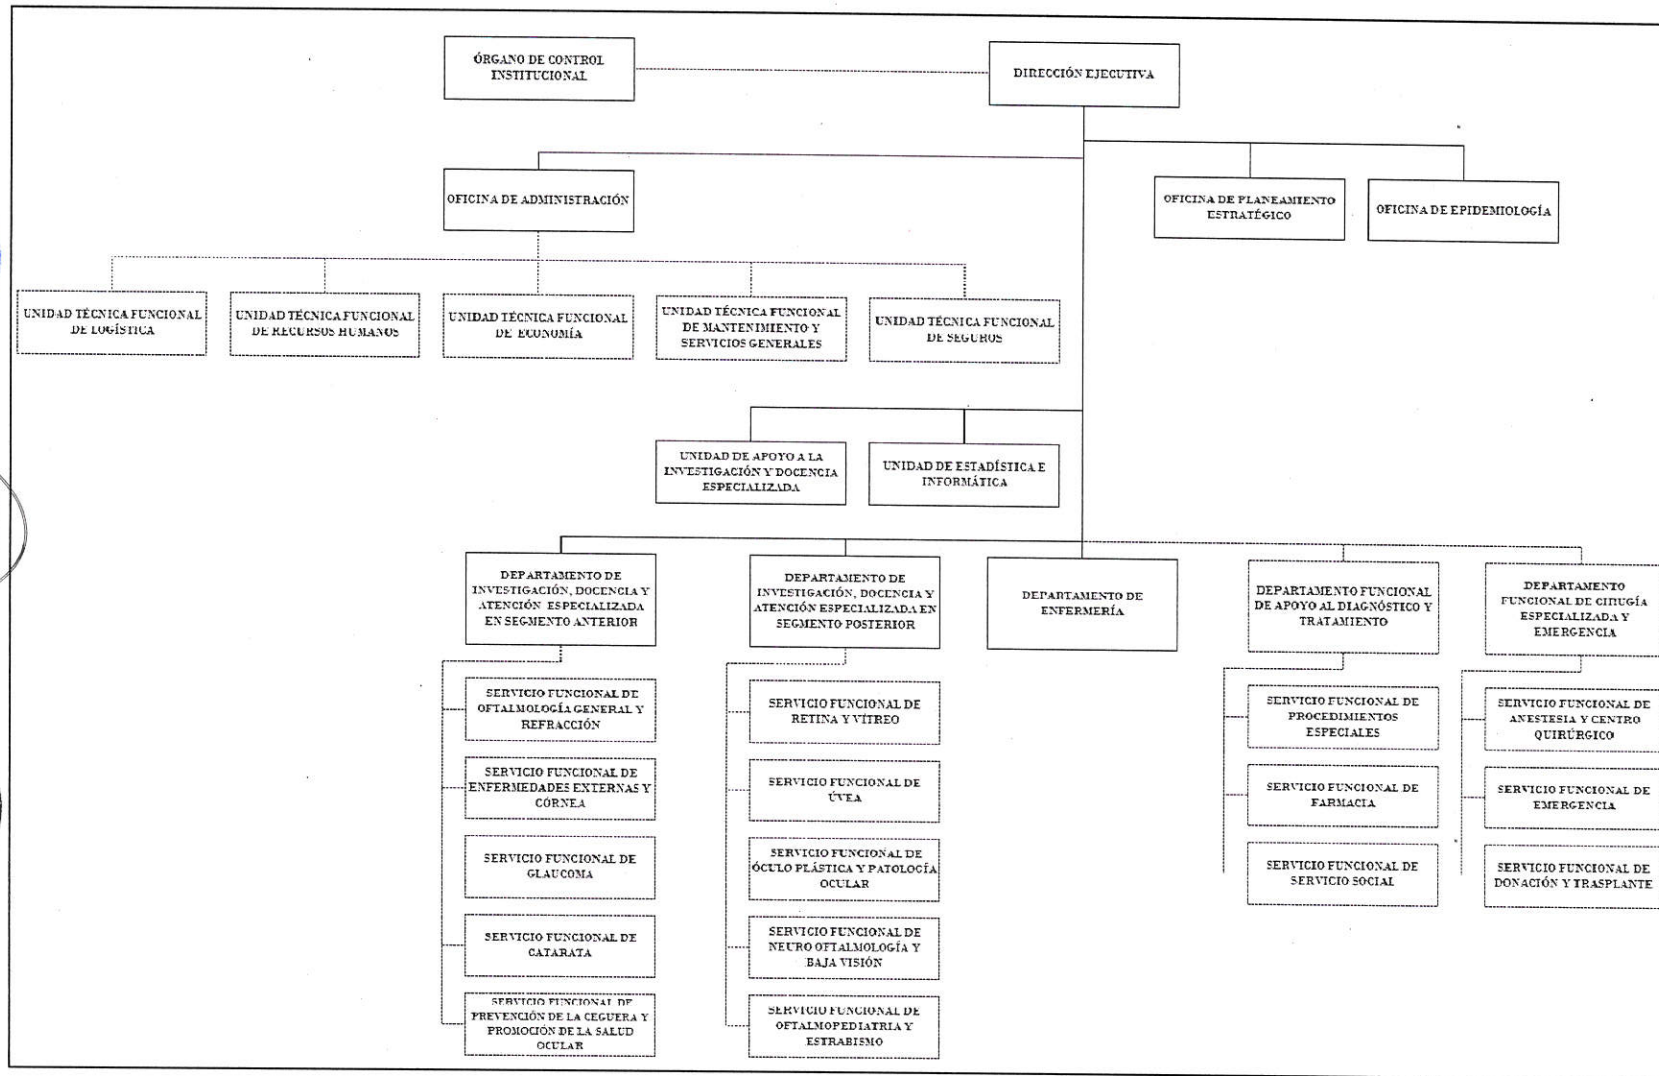 ÓRGANO DE CONTROL
INSTITUCIONAL
DIRECCIÓN EJECUTIVA
OFICINA DE ADMINISTRACIÓN
OFICINA DE PLANEAMIENTO
ESTRATÉGICO
OFICINA DE EPIDEMIOLOGÍA
UNIDAD TÉCNICA FUNCIONAL
DE LOGÍSTICA
UNIDAD TÉCNICA FUNCIONAL
DE RECURSOS HUMANOS
UNIDAD TÉCNICA FUNCIONAL
DE ECONOMÍA
UNIDAD TÉCNICA FUNCIONAL
DE MANTENIMIENTO Y
SERVICIOS GENERALES
UNIDAD TÉCNICA FUNCIONAL
DE SEGUROS
UNIDAD DE APOYO A LA
INVESTIGACIÓN Y DOCENCIA
ESPECIALIZADA
UNIDAD DE ESTADÍSTICA E
INFORMÁTICA
DEPARTAMENTO DE
INVESTIGACIÓN, DOCENCIA Y
ATENCIÓN ESPECIALIZADA
EN SEGMENTO ANTERIOR
DEPARTAMENTO DE
INVESTIGACIÓN, DOCENCIA Y
ATENCIÓN ESPECIALIZADA EN
SEGMENTO POSTERIOR
DEPARTAMENTO DE
ENFERMERÍA
DEPARTAMENTO FUNCIONAL
DE APOYO AL DIAGNÓSTICO Y
TRATAMIENTO
DEPARTAMENTO
FUNCIONAL DE CIRUGÍA
ESPECIALIZADA Y
EMERGENCIA
SERVICIO FUNCIONAL DE
OFTALMOLOGÍA GENERAL Y
REFRACCIÓN
SERVICIO FUNCIONAL DE
ENFERMEDADES EXTERNAS Y
CÓRNEA
SERVICIO FUNCIONAL DE
GLAUCOMA
SERVICIO FUNCIONAL DE
CATARATA
SERVICIO FUNCIONAL DE
PREVENCIÓN DE LA CEGUERA Y
PROMOCIÓN DE LA SALUD
OCULAR
SERVICIO FUNCIONAL DE
RETINA Y VÍTREO
SERVICIO FUNCIONAL DE
ÚVEA
SERVICIO FUNCIONAL DE
ÓCULO PLÁSTICA Y PATOLOGÍA
OCULAR
SERVICIO FUNCIONAL DE
NEURO OFTALMOLOGÍA Y
BAJA VISIÓN
SERVICIO FUNCIONAL DE
OFTALMOPEDIATRIA Y
ESTRABISMO
SERVICIO FUNCIONAL DE
PROCEDIMIENTOS
ESPECIALES
SERVICIO FUNCIONAL DE
FARMACIA
SERVICIO FUNCIONAL DE
SERVICIO SOCIAL
SERVICIO FUNCIONAL DE
ANESTESIA Y CENTRO
QUIRÚRGICO
SERVICIO FUNCIONAL DE
EMERGENCIA
SERVICIO FUNCIONAL DE
DONACIÓN Y TRASPLANTE